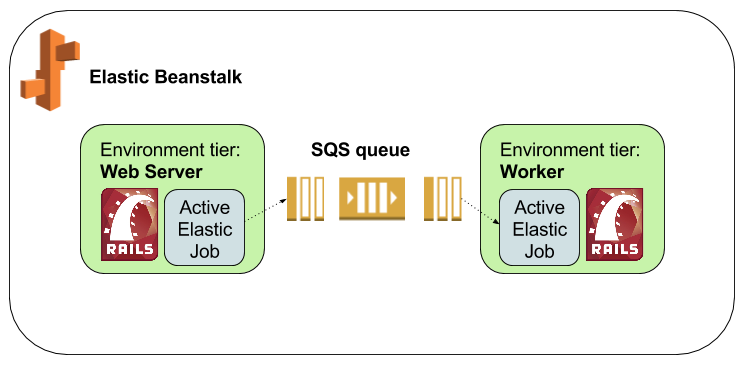 Elastic Beanstalk
Environment tier:
Web Server
RAILS
Active
Elastic
Job
SQS queue
Environment tier:
Worker
Active
Elastic
Job
RAILS